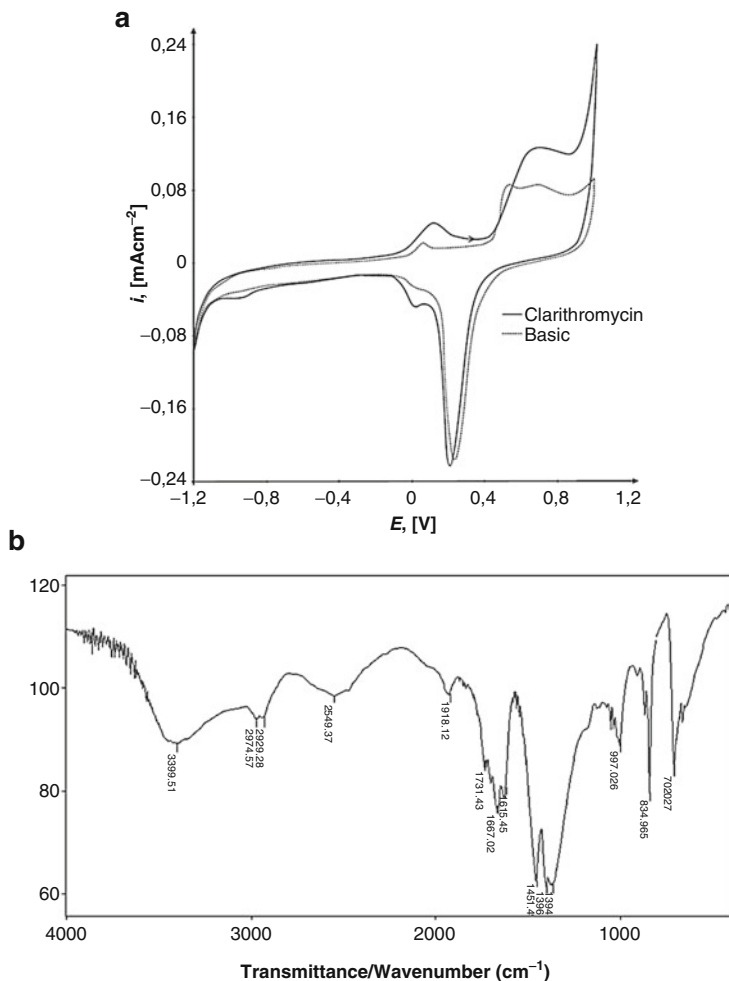 a
0,24
0,16
0,08
0
−0,08
−0,16
−0,24
i, [mAcm−2]
Clarithromycin
Basic
−1,2 −0,8 −0,4 0 0,4 0,8 1,2
E, [V]
b
120
100
80
60
3399.51
2974.57
2929.28
2549.37
1918.12
1731.43
1667.02
1615.45
1451.4
1396
1394
997.026
834.965
702027
4000 3000 2000 1000
Transmittance/Wavenumber (cm−1)